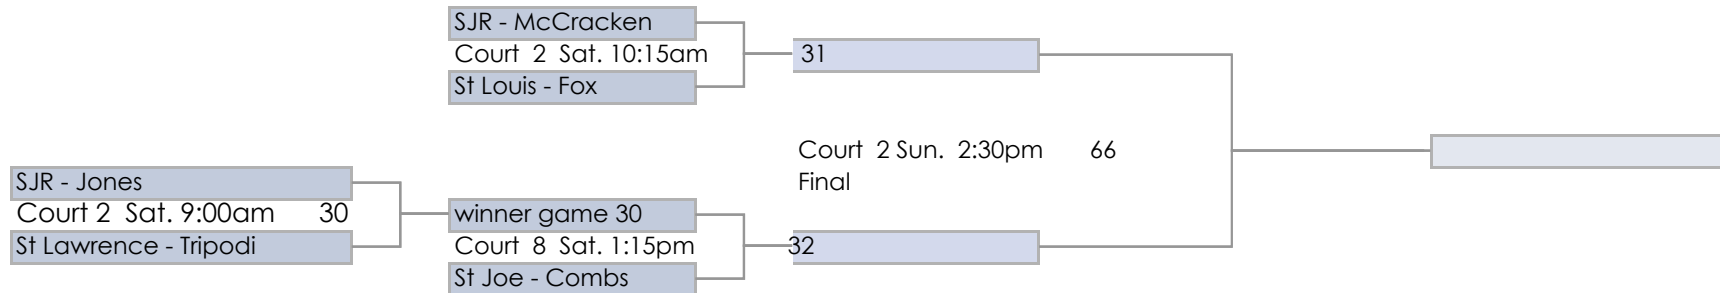 SJR - McCracken
Court 2 Sat. 10:15am 31
St Louis - Fox
Court 2 Sun. 2:30pm 66
Final
SJR - Jones
Court 2 Sat. 9:00am 30
St Lawrence - Tripodi
winner game 30
Court 8 Sat. 1:15pm 32
St Joe - Combs